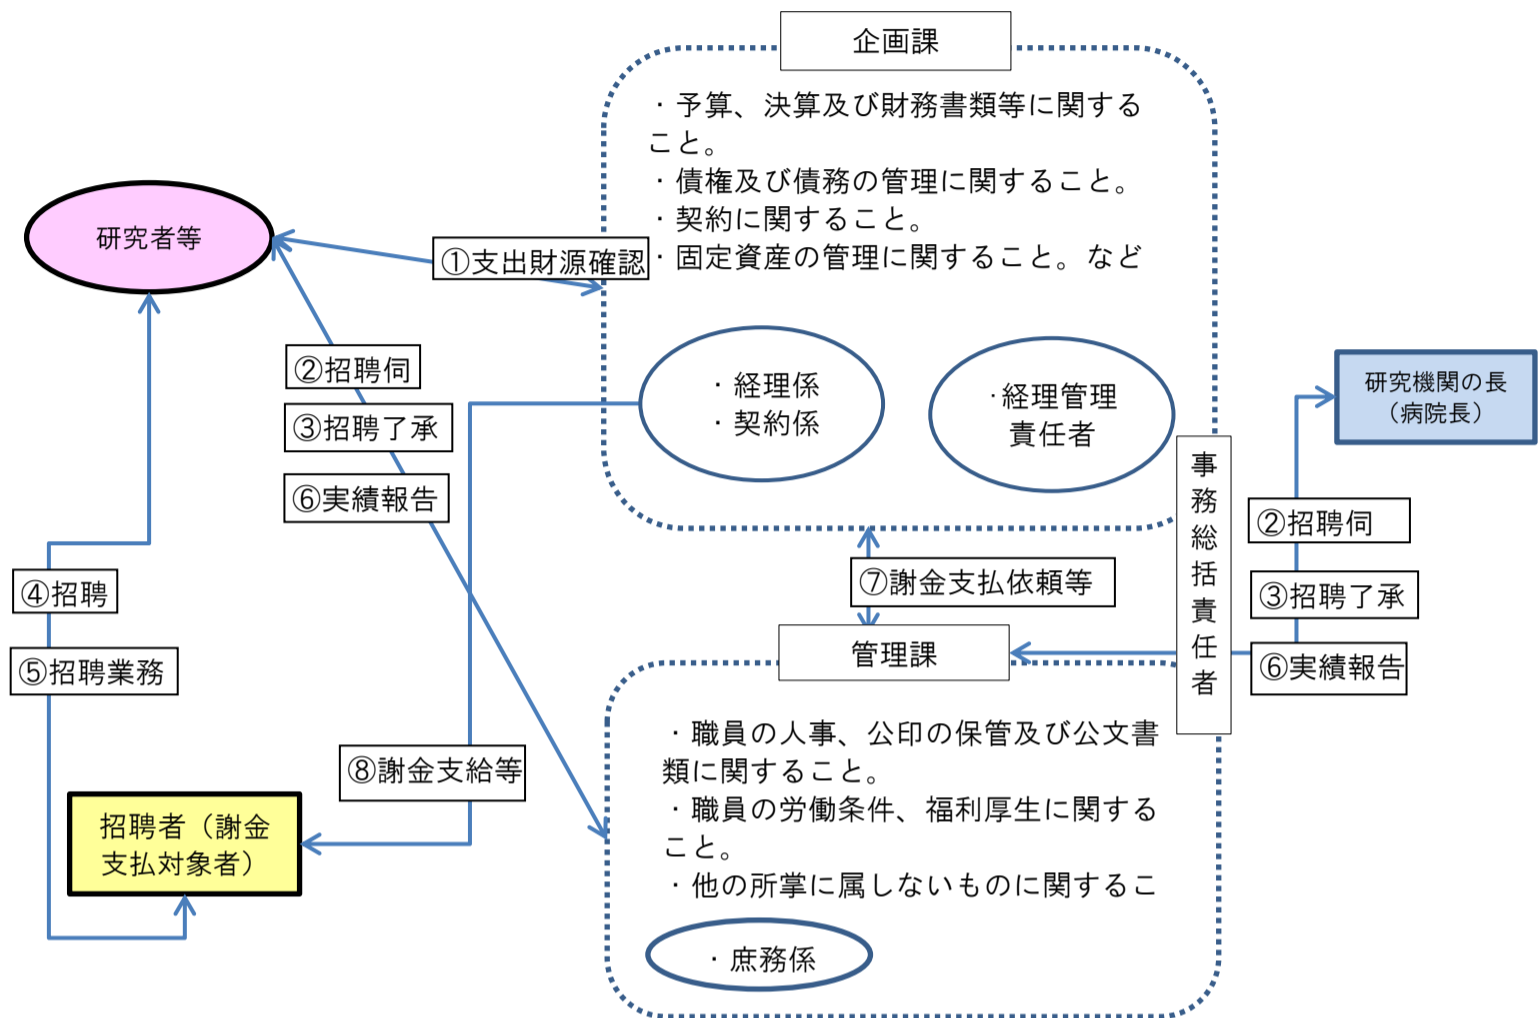 企画課
・予算、決算及び財務書類等に関する
こと。
・債権及び債務の管理に関すること。
・契約に関すること。
・固定資産の管理に関すること。など
研究者等
①支出財源確認
②招聘伺
③招聘了承
⑥実績報告
・経理係
・契約係
・経理管理
責任者
研究機関の長
（病院長）
事務総括責任者
②招聘伺
③招聘了承
⑥実績報告
④招聘
⑤招聘業務
⑦謝金支払依頼等
管理課
・職員の人事、公印の保管及び公文書
類に関すること。
・職員の労働条件、福利厚生に関する
こと。
・他の所掌に属しないものに関するこ
⑧謝金支給等
招聘者（謝金
支払対象者）
・庶務係